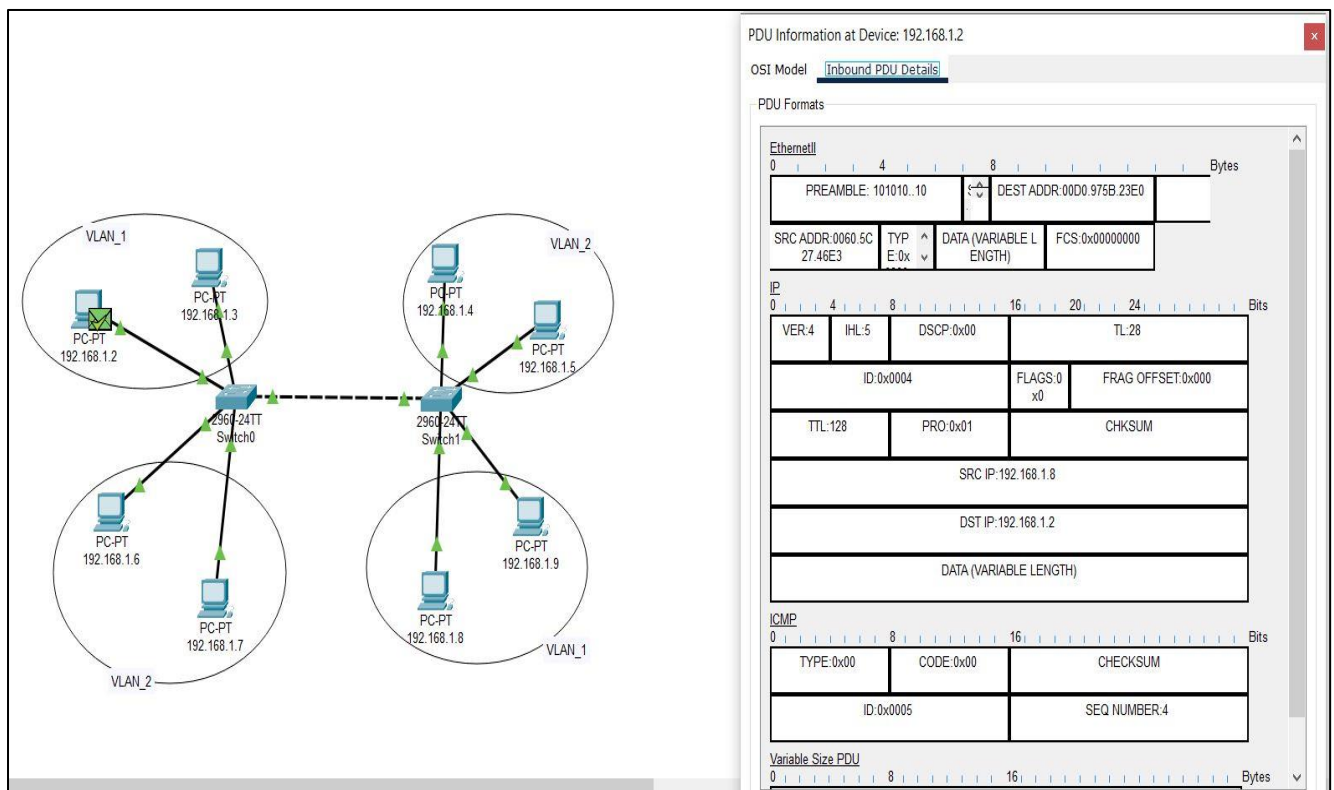 VLAN_1
PC-PT
192.168.1.3
PC-PT
192.168.1.2
VLAN_2
PC-PT
192.168.1.4
PC-PT
192.168.1.5
2960-24TT
Switch0
2960-24TT
Switch1
PC-PT
192.168.1.6
PC-PT
192.168.1.7
VLAN_2
PC-PT
192.168.1.9
PC-PT
192.168.1.8
VLAN_1
PDU Information at Device: 192.168.1.2
x
OSI Model Inbound PDU Details
PDU Formats
EthernetII
0 4 8 Bytes
PREAMBLE: 101010..10 DEST ADDR:00D0.975B.23E0
SRC ADDR:0060.5C
27.46E3
TYP
E:0x
DATA (VARIABLE L
ENGTH)
FCS:0x00000000
IP
0 4 8 16 20 24 Bits
VER:4 IHL:5 DSCP:0x00 TL:28
ID:0x0004 FLAGS:0
x0
FRAG OFFSET:0x000
TTL:128 PRO:0x01 CHKSUM
SRC IP:192.168.1.8
DST IP:192.168.1.2
DATA (VARIABLE LENGTH)
ICMP
0 8 16 Bits
TYPE:0x00 CODE:0x00 CHECKSUM
ID:0x0005 SEQ NUMBER:4
Variable Size PDU
0 8 16 Bytes